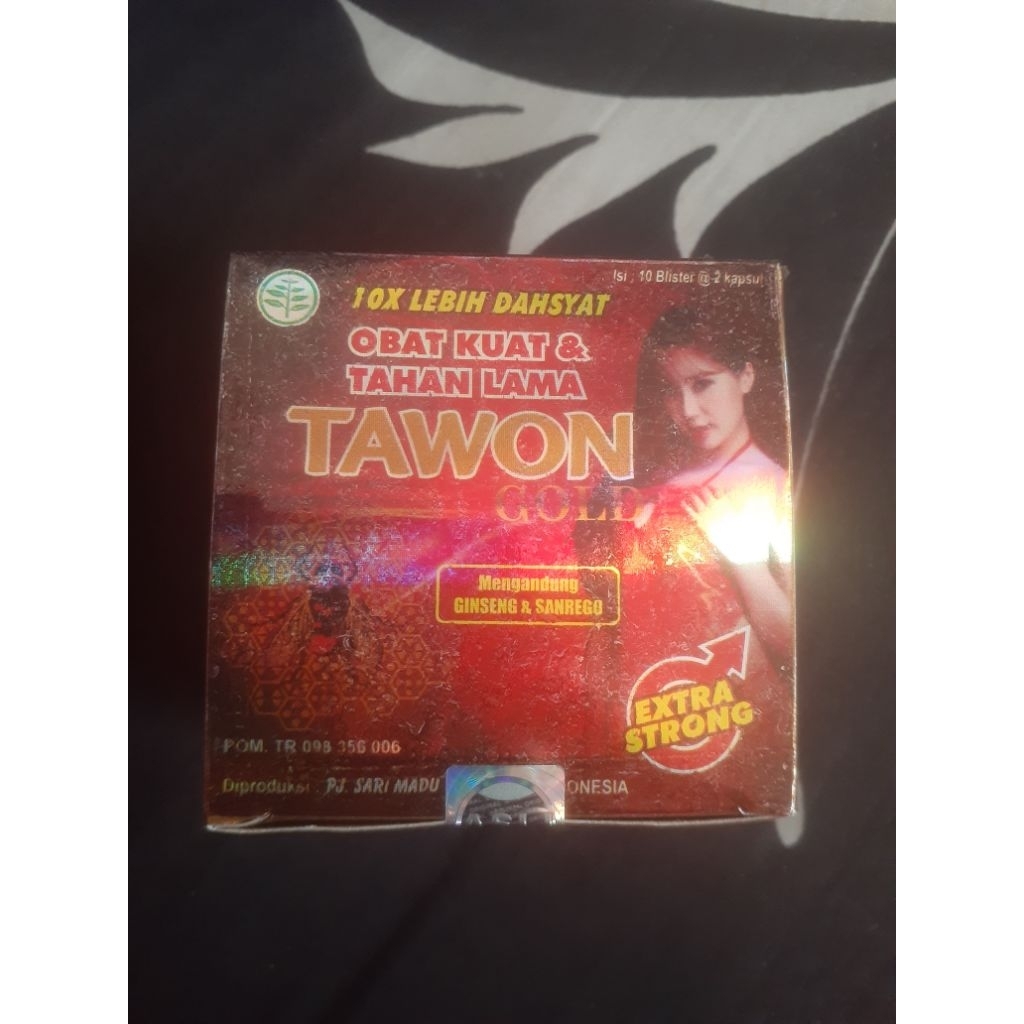 Isi : 10 Blister @ 2 kapsul
10X LEBIH DAHSYAT
OBAT KUAT &
TAHAN LAMA
TAWON
GOLD
Mengandung
GINSENG & SANREGO
EXTRA
STRONG
POM. TR 098 356 006
Diproduksi : PJ. SARI MADU
ONESIA